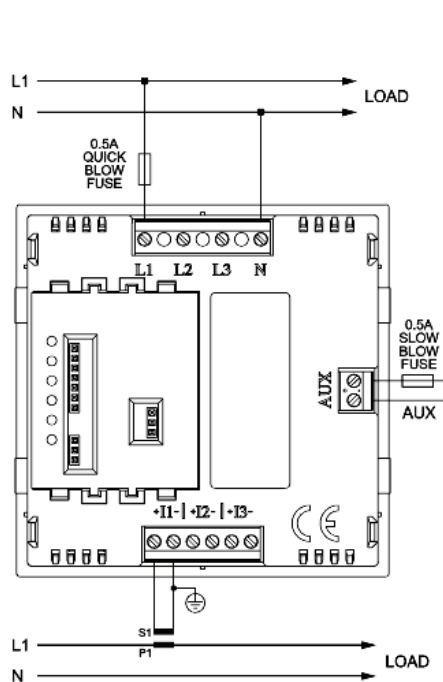 L1
N
LOAD
0.5A
QUICK
BLOW
FUSE
L1 L2 L3 N
0.5A
SLOW
BLOW
FUSE
AUX
AUX
+I1-| +I2- | +I3-
CE
S1
P1
L1
N
LOAD